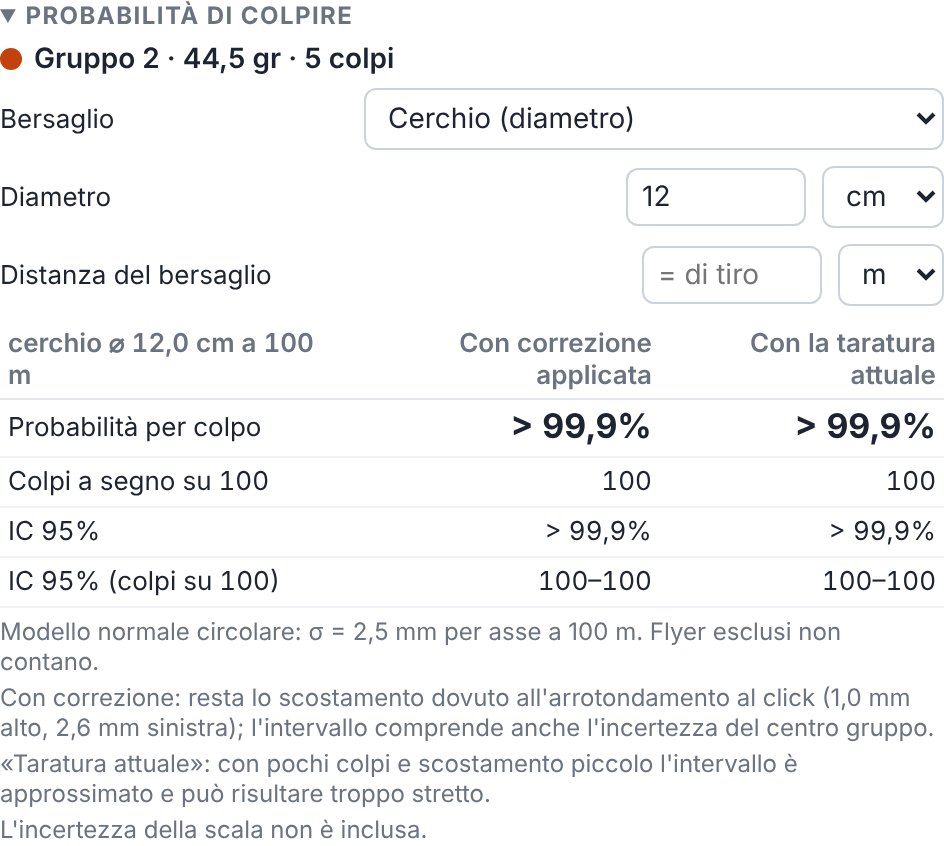 ▼ PROBABILITÀ DI COLPIRE
Gruppo 2 · 44,5 gr · 5 colpi
Bersaglio Cerchio (diametro)
Diametro 12 cm
Distanza del bersaglio = di tiro m
cerchio ⌀ 12,0 cm a 100 m Con correzione applicata Con la taratura attuale
Probabilità per colpo > 99,9% > 99,9%
Colpi a segno su 100 100 100
IC 95% > 99,9% > 99,9%
IC 95% (colpi su 100) 100–100 100–100
Modello normale circolare: σ = 2,5 mm per asse a 100 m. Flyer esclusi non
contano.
Con correzione: resta lo scostamento dovuto all'arrotondamento al click (1,0 mm
alto, 2,6 mm sinistra); l'intervallo comprende anche l'incertezza del centro gruppo.
«Taratura attuale»: con pochi colpi e scostamento piccolo l'intervallo è
approssimato e può risultare troppo stretto.
L'incertezza della scala non è inclusa.